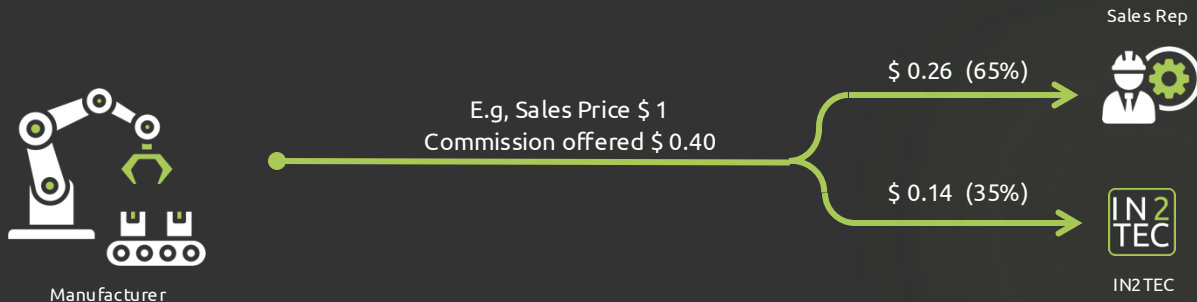 Sales Rep
$ 0.26 (65%)
E.g, Sales Price $ 1
Commission offered $ 0.40
$ 0.14 (35%)
IN2
TEC
IN2TEC
Manufacturer